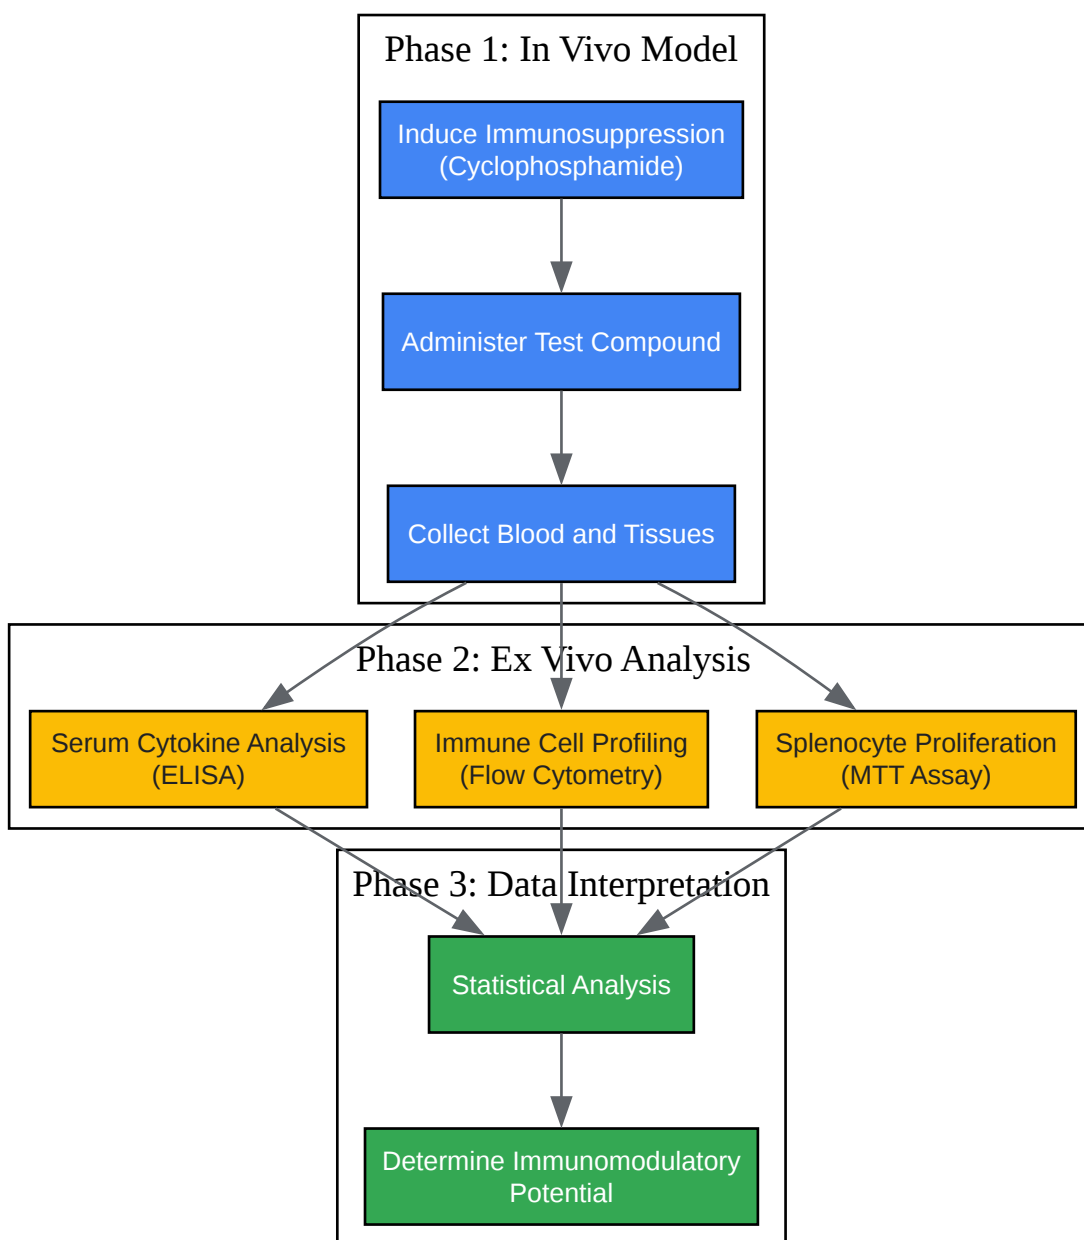 Phase 1: In Vivo Model
Induce Immunosuppression
(Cyclophosphamide)
Administer Test Compound
Collect Blood and Tissues
Phase 2: Ex Vivo Analysis
Serum Cytokine Analysis
(ELISA)
Immune Cell Profiling
(Flow Cytometry)
Splenocyte Proliferation
(MTT Assay)
Phase 3: Data Interpretation
Statistical Analysis
Determine Immunomodulatory
Potential